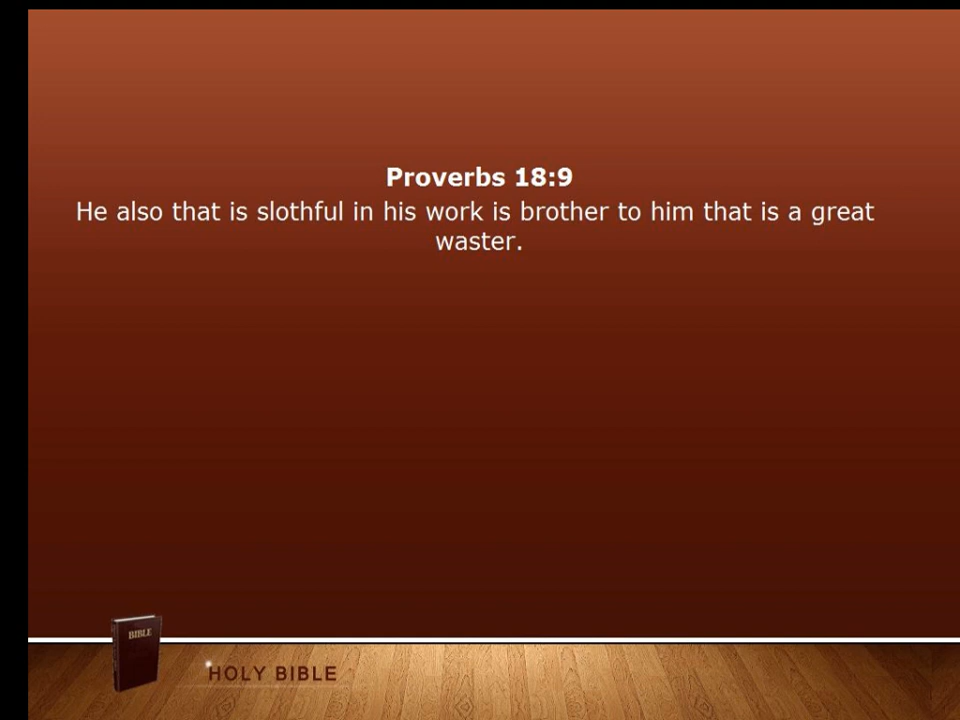 Proverbs 18:9
He also that is slothful in his work is brother to him that is a great
waster.
BIBLE
HOLY BIBLE